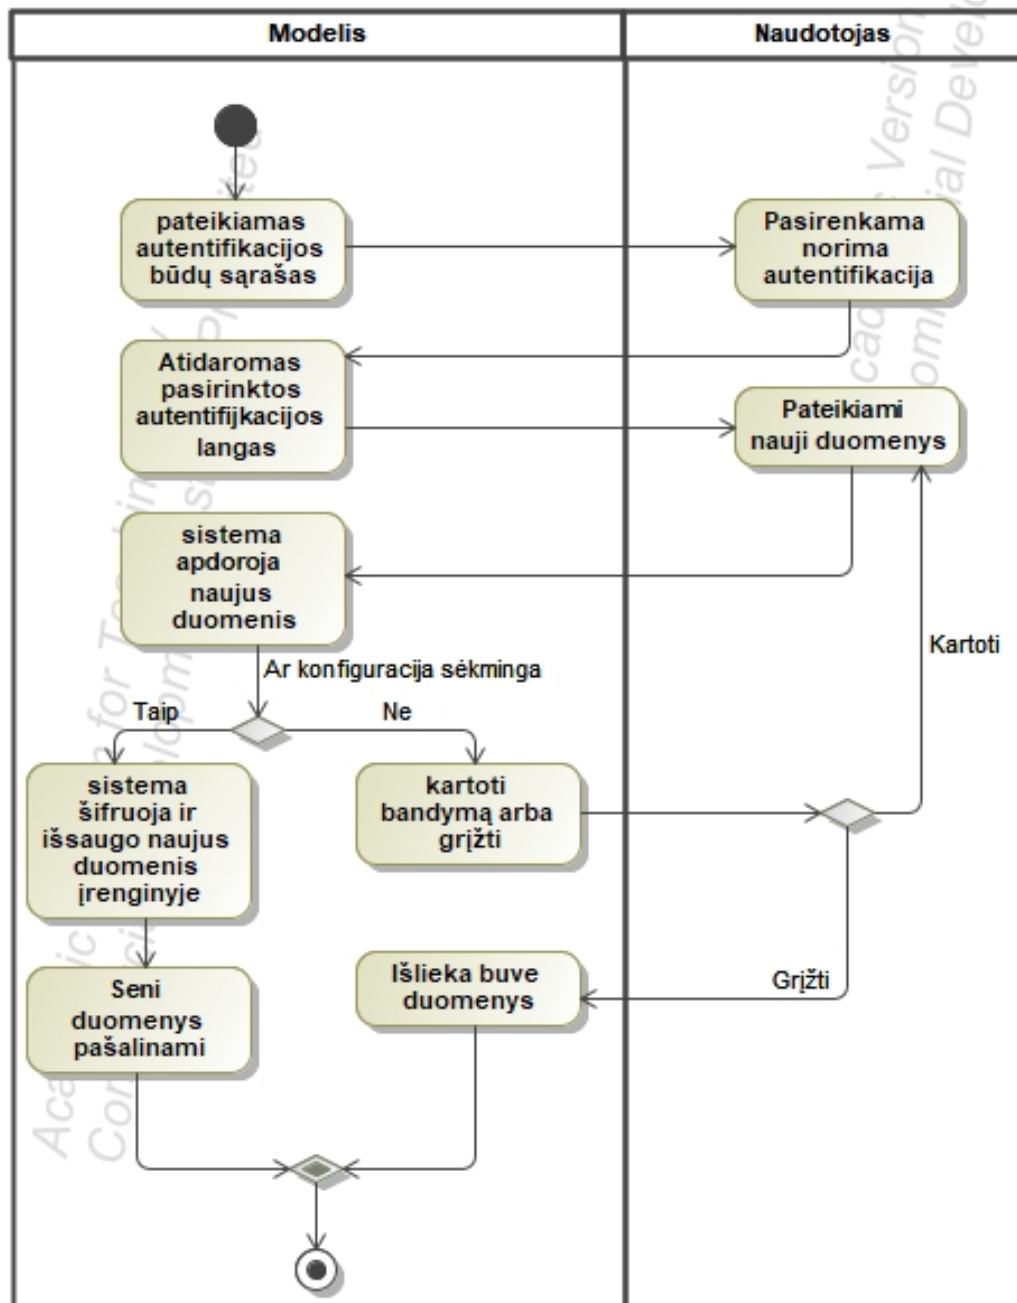 Modelis
Naudotojas
pateikiamas
autentifikacijos
būdų sąrašas
Pasirenkama
norima
autentifikacija
Atidaromas
pasirinktos
autentifijkacijos
langas
Pateikiami
nauji duomenys
sistema
apdoroja
naujus
duomenis
Kartoti
Ar konfiguracija sėkminga
Taip
Ne
sistema
šifruoja ir
išsaugo naujus
duomenis
įrenginyje
kartoti
bandymą arba
grįžti
Seni
duomenys
pašalinami
Išlieka buve
duomenys
Grįžti